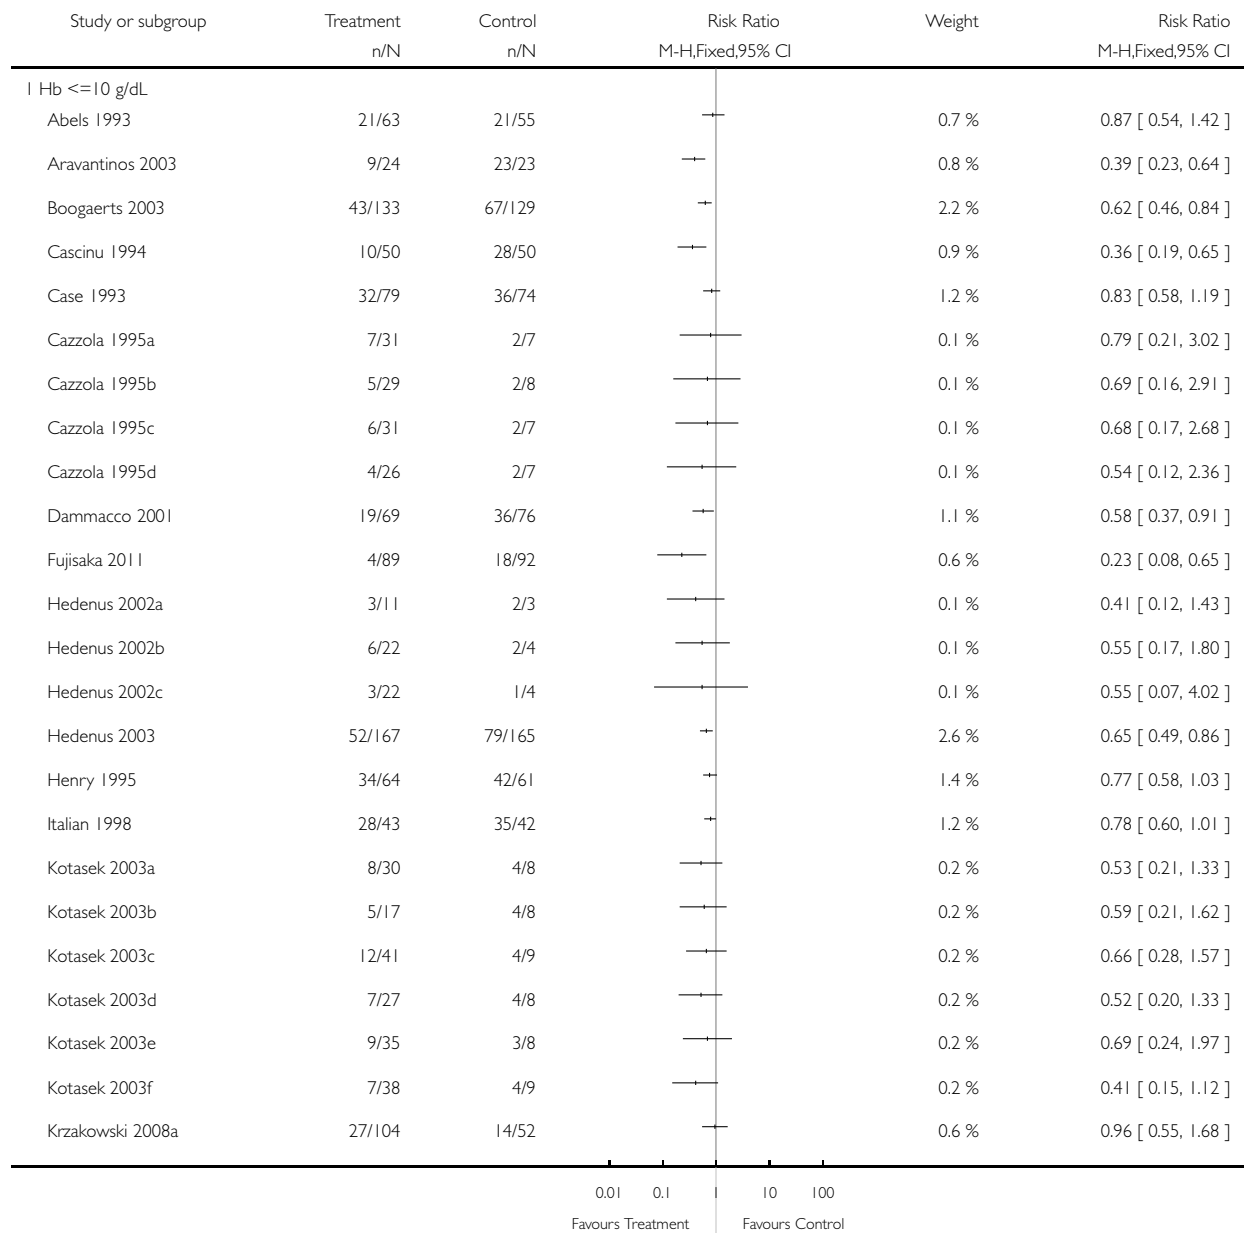 Study or subgroup Treatment Control Risk Ratio Weight Risk Ratio
n/N n/N M-H,Fixed,95% CI M-H,Fixed,95% CI
1 Hb <=10 g/dL
Abels 1993 21/63 21/55 0.7 % 0.87 [ 0.54, 1.42 ]
Aravantinos 2003 9/24 23/23 0.8 % 0.39 [ 0.23, 0.64 ]
Boogaerts 2003 43/133 67/129 2.2 % 0.62 [ 0.46, 0.84 ]
Cascinu 1994 10/50 28/50 0.9 % 0.36 [ 0.19, 0.65 ]
Case 1993 32/79 36/74 1.2 % 0.83 [ 0.58, 1.19 ]
Cazzola 1995a 7/31 2/7 0.1 % 0.79 [ 0.21, 3.02 ]
Cazzola 1995b 5/29 2/8 0.1 % 0.69 [ 0.16, 2.91 ]
Cazzola 1995c 6/31 2/7 0.1 % 0.68 [ 0.17, 2.68 ]
Cazzola 1995d 4/26 2/7 0.1 % 0.54 [ 0.12, 2.36 ]
Dammacco 2001 19/69 36/76 1.1 % 0.58 [ 0.37, 0.91 ]
Fujisaka 2011 4/89 18/92 0.6 % 0.23 [ 0.08, 0.65 ]
Hedenus 2002a 3/11 2/3 0.1 % 0.41 [ 0.12, 1.43 ]
Hedenus 2002b 6/22 2/4 0.1 % 0.55 [ 0.17, 1.80 ]
Hedenus 2002c 3/22 1/4 0.1 % 0.55 [ 0.07, 4.02 ]
Hedenus 2003 52/167 79/165 2.6 % 0.65 [ 0.49, 0.86 ]
Henry 1995 34/64 42/61 1.4 % 0.77 [ 0.58, 1.03 ]
Italian 1998 28/43 35/42 1.2 % 0.78 [ 0.60, 1.01 ]
Kotasek 2003a 8/30 4/8 0.2 % 0.53 [ 0.21, 1.33 ]
Kotasek 2003b 5/17 4/8 0.2 % 0.59 [ 0.21, 1.62 ]
Kotasek 2003c 12/41 4/9 0.2 % 0.66 [ 0.28, 1.57 ]
Kotasek 2003d 7/27 4/8 0.2 % 0.52 [ 0.20, 1.33 ]
Kotasek 2003e 9/35 3/8 0.2 % 0.69 [ 0.24, 1.97 ]
Kotasek 2003f 7/38 4/9 0.2 % 0.41 [ 0.15, 1.12 ]
Krzakowski 2008a 27/104 14/52 0.6 % 0.96 [ 0.55, 1.68 ]
0.01 0.1 1 10 100
Favours Treatment Favours Control